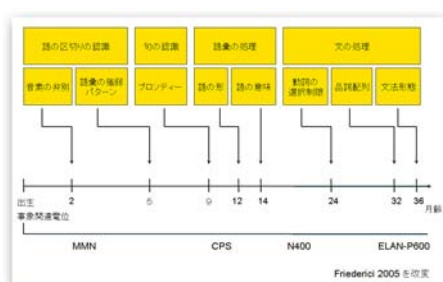 語の区切りの認識 句の認識 語彙の処理 文の処理
音素の弁別 語彙の強弱パターン プロソディー 語の形 語の意味 動詞の選択制限 品詞配列 文法形態
出生 2 5 9 12 14 24 32 36 月齢
事象関連電位
MMN CPS N400 ELAN-P600
Friederici 2005 を改変